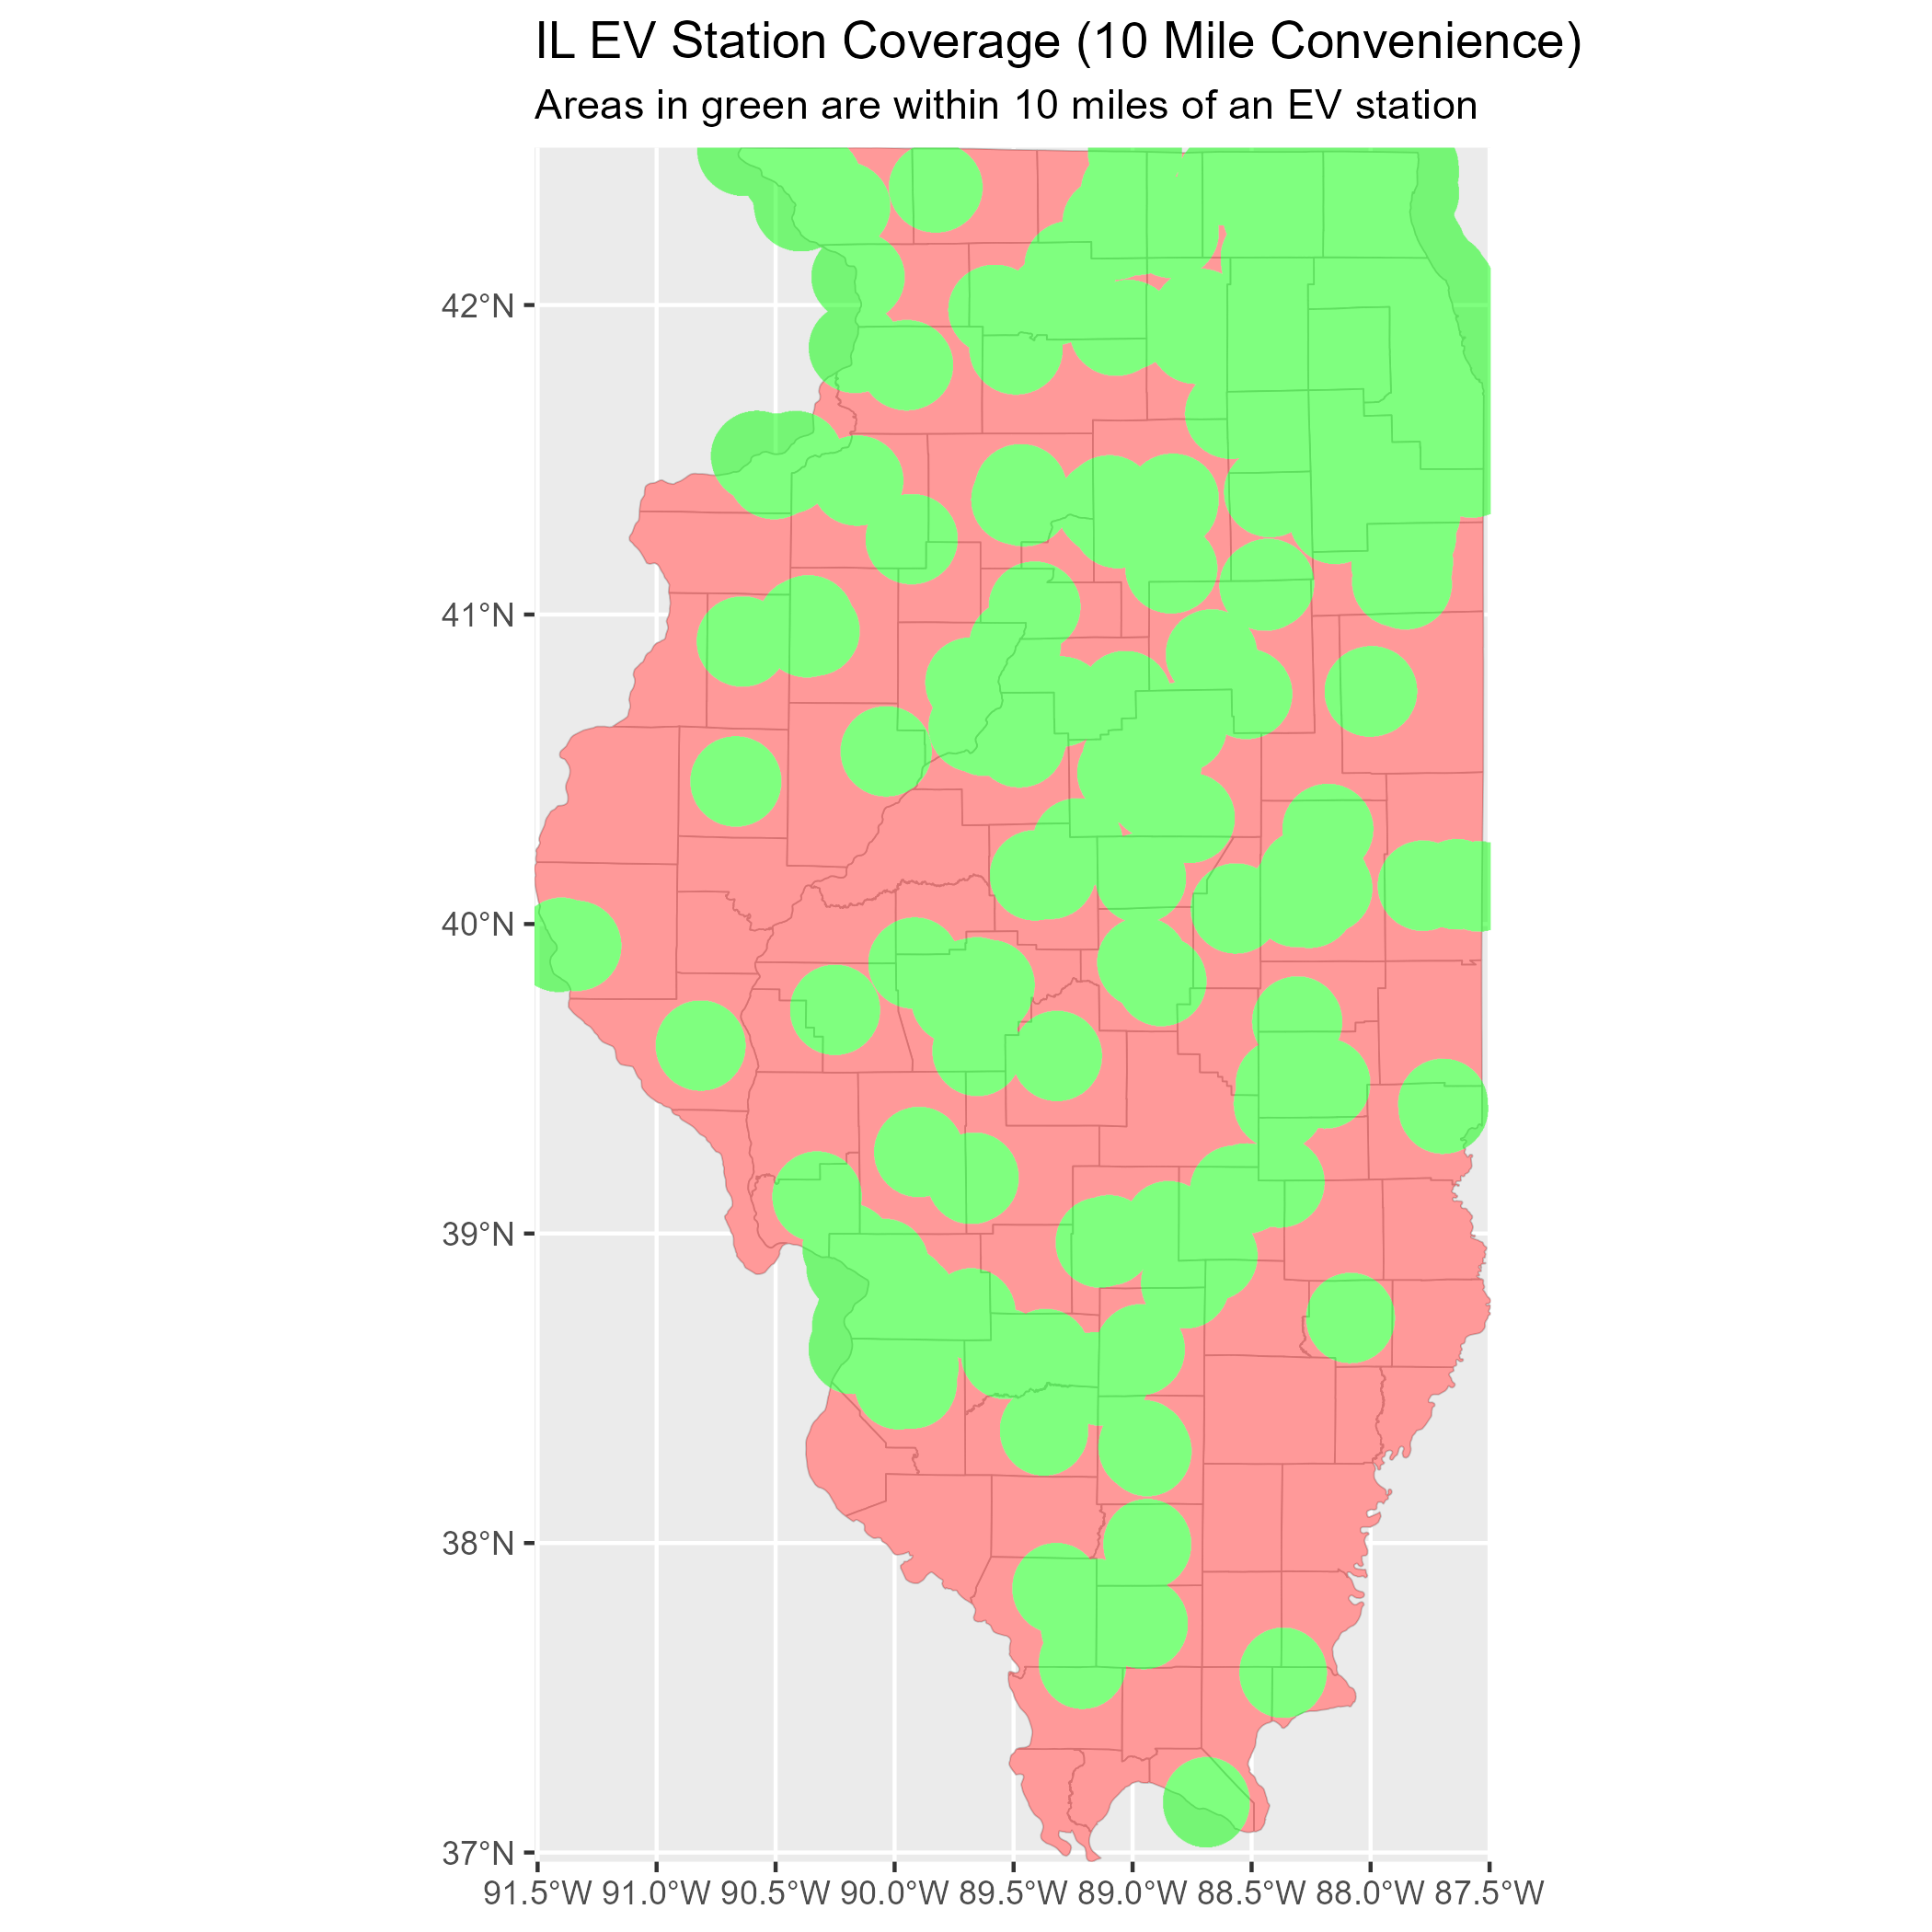 IL EV Station Coverage (10 Mile Convenience)
Areas in green are within 10 miles of an EV station
42°N
41°N
40°N
39°N
38°N
37°N
91.5°W 91.0°W 90.5°W 90.0°W 89.5°W 89.0°W 88.5°W 88.0°W 87.5°W